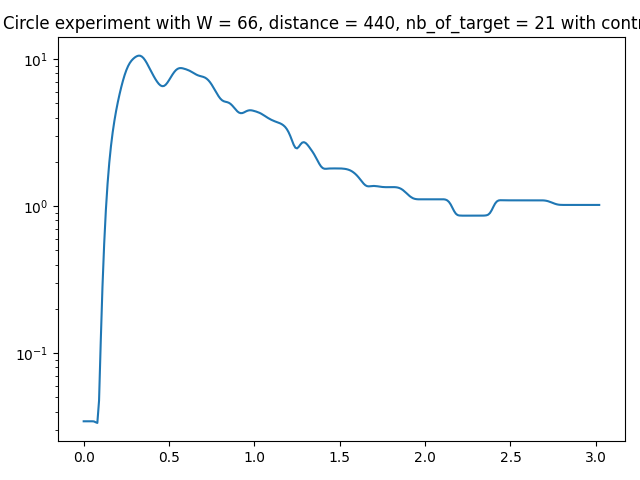 Circle experiment with W = 66, distance = 440, nb_of_target = 21 with contr
10¹
10⁰
10⁻¹
0.0 0.5 1.0 1.5 2.0 2.5 3.0